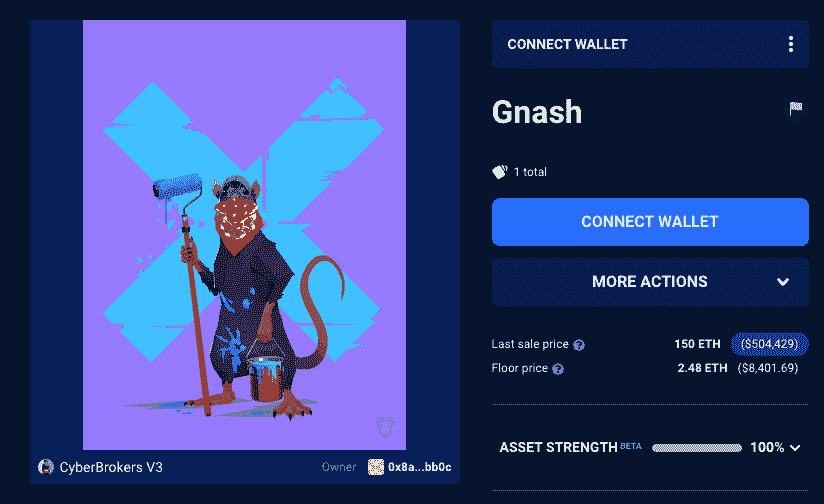 CONNECT WALLET
Gnash
1 total
CONNECT WALLET
MORE ACTIONS
Last sale price ? 150 ETH ($504,429)
Floor price ? 2.48 ETH ($8,401.69)
ASSET STRENGTH BETA 100%
CyberBrokers V3 Owner 0x8a...bb0c